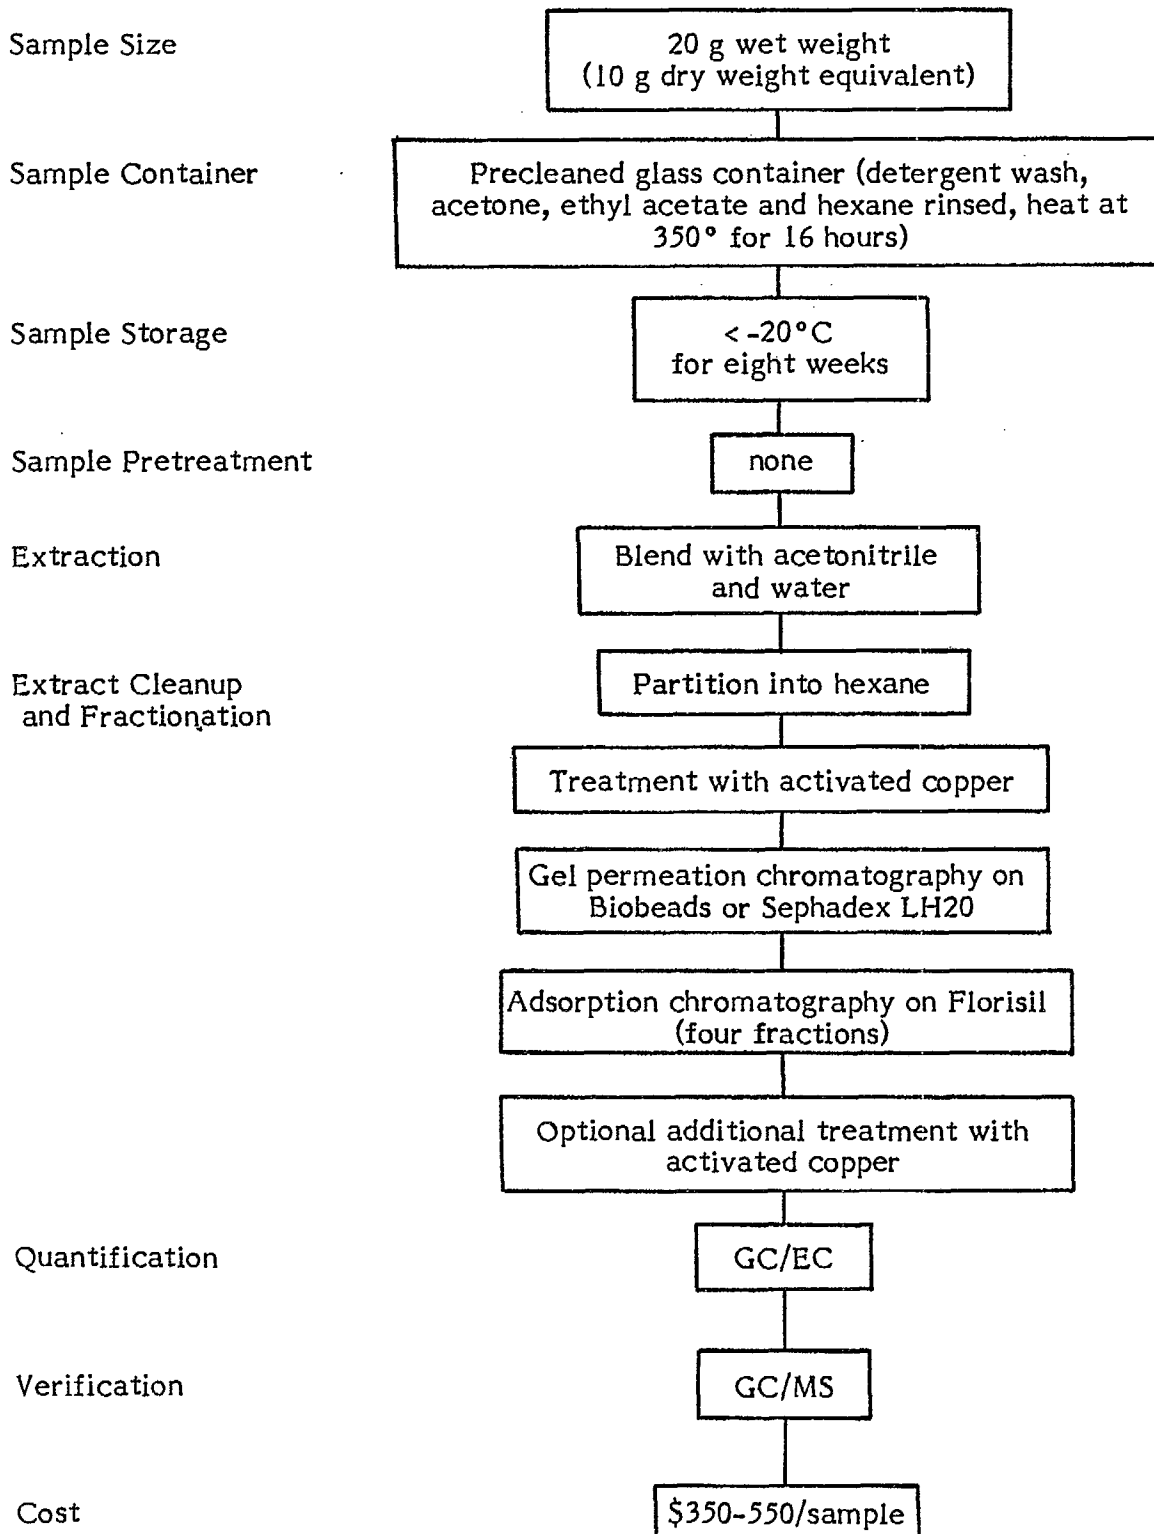 Sample Size
20 g wet weight
(10 g dry weight equivalent)
Sample Container
Precleaned glass container (detergent wash,
acetone, ethyl acetate and hexane rinsed, heat at
350° for 16 hours)
Sample Storage
< -20°C
for eight weeks
Sample Pretreatment
none
Extraction
Blend with acetonitrile
and water
Extract Cleanup
and Fractionation
Partition into hexane
Treatment with activated copper
Gel permeation chromatography on
Biobeads or Sephadex LH20
Adsorption chromatography on Florisil
(four fractions)
Optional additional treatment with
activated copper
Quantification
GC/EC
Verification
GC/MS
Cost
$350-550/sample